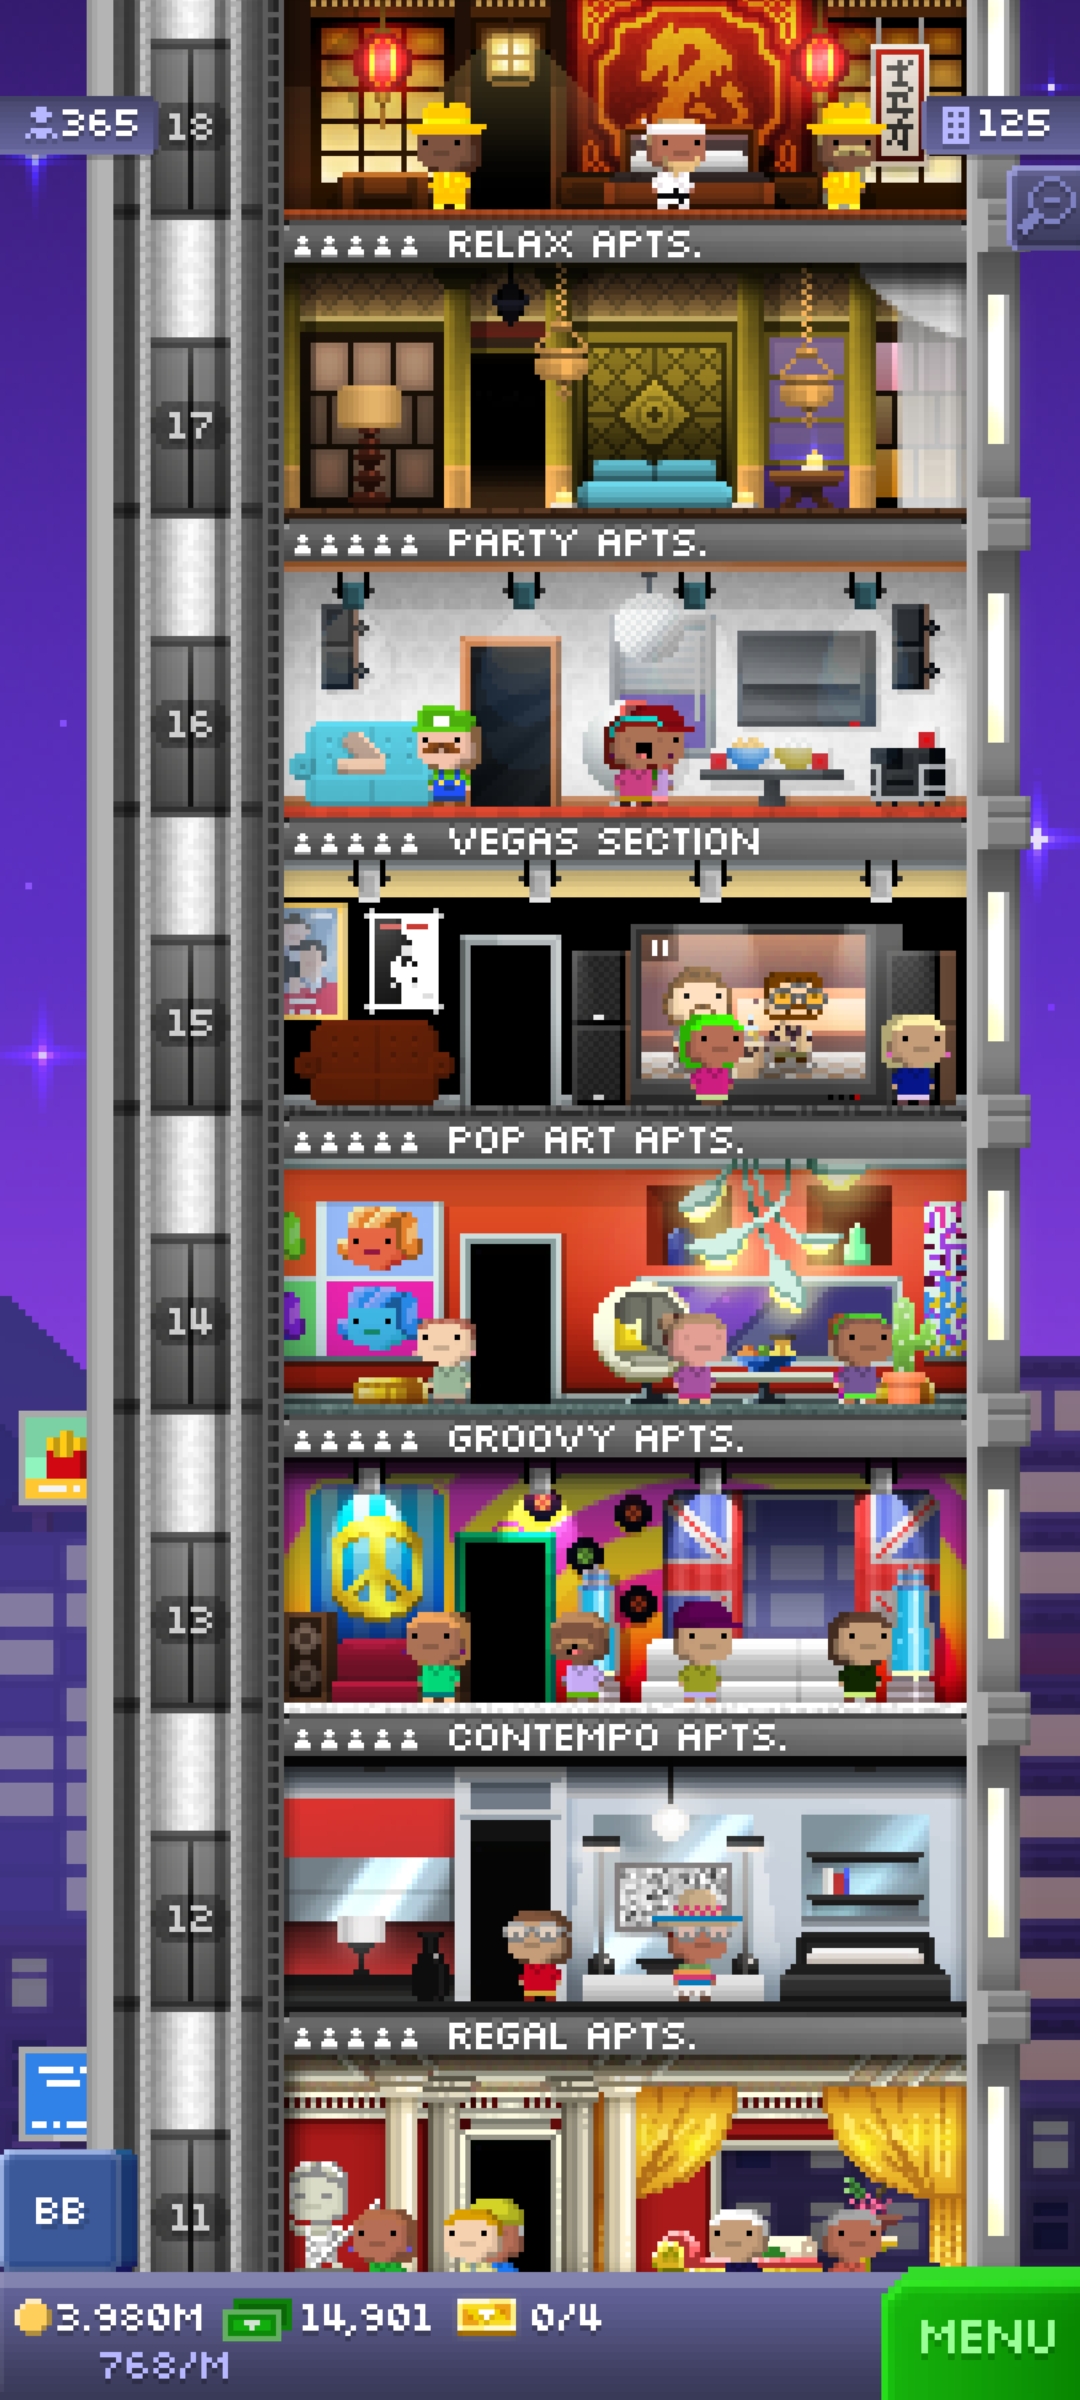 365
18
125
RELAX APTS.
17
PARTY APTS.
16
VEGAS SECTION
15
POP ART APTS.
14
GROOVY APTS.
13
CONTEMPO APTS.
12
REGAL APTS.
11
BB
3.980M 14,901 0/4
768/M
MENU